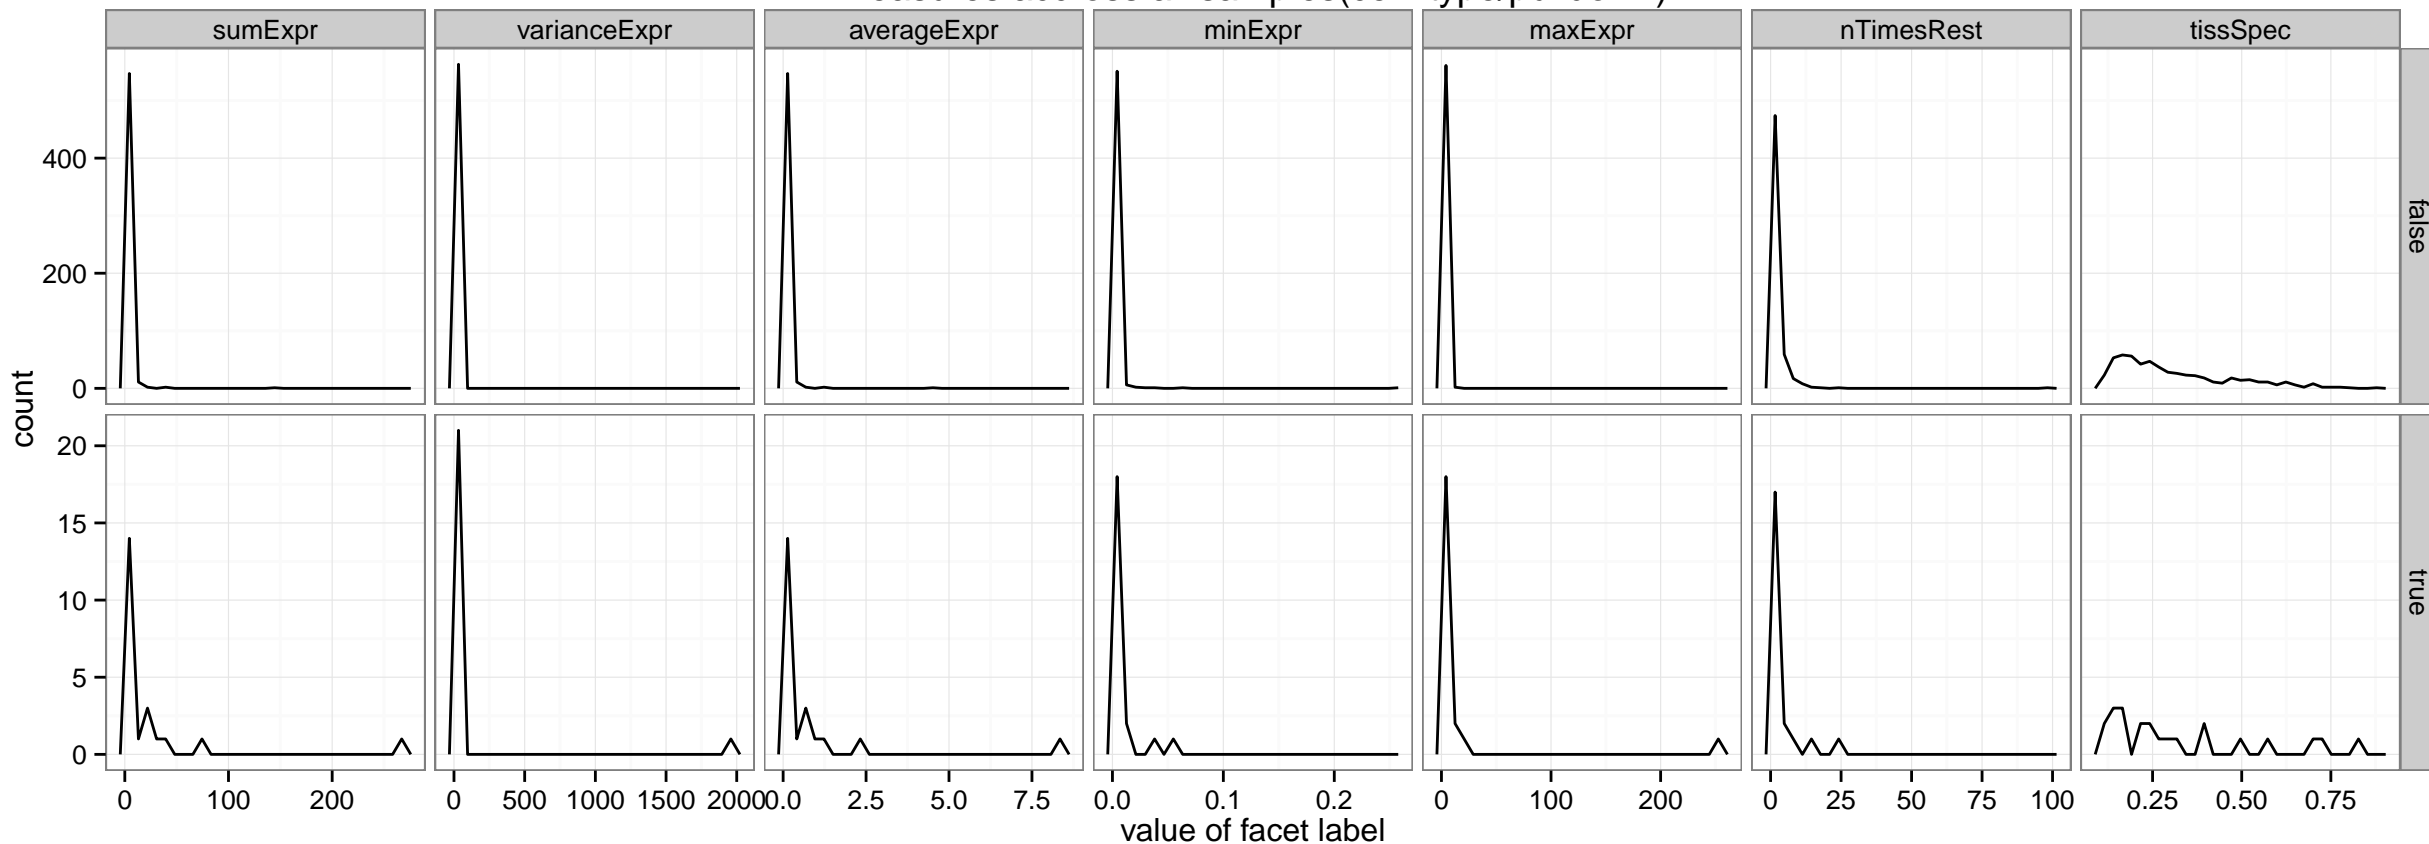 sumExpr varianceExpr averageExpr minExpr maxExpr nTimesRest tissSpec
400
200
0
false
count
20
15
10
5
0
true
0 100 200 0 500 1000 1500 2000 0.0 2.5 5.0 7.5 0.0 0.1 0.2 0 100 200 0 25 50 75 100 0.25 0.50 0.75
value of facet label